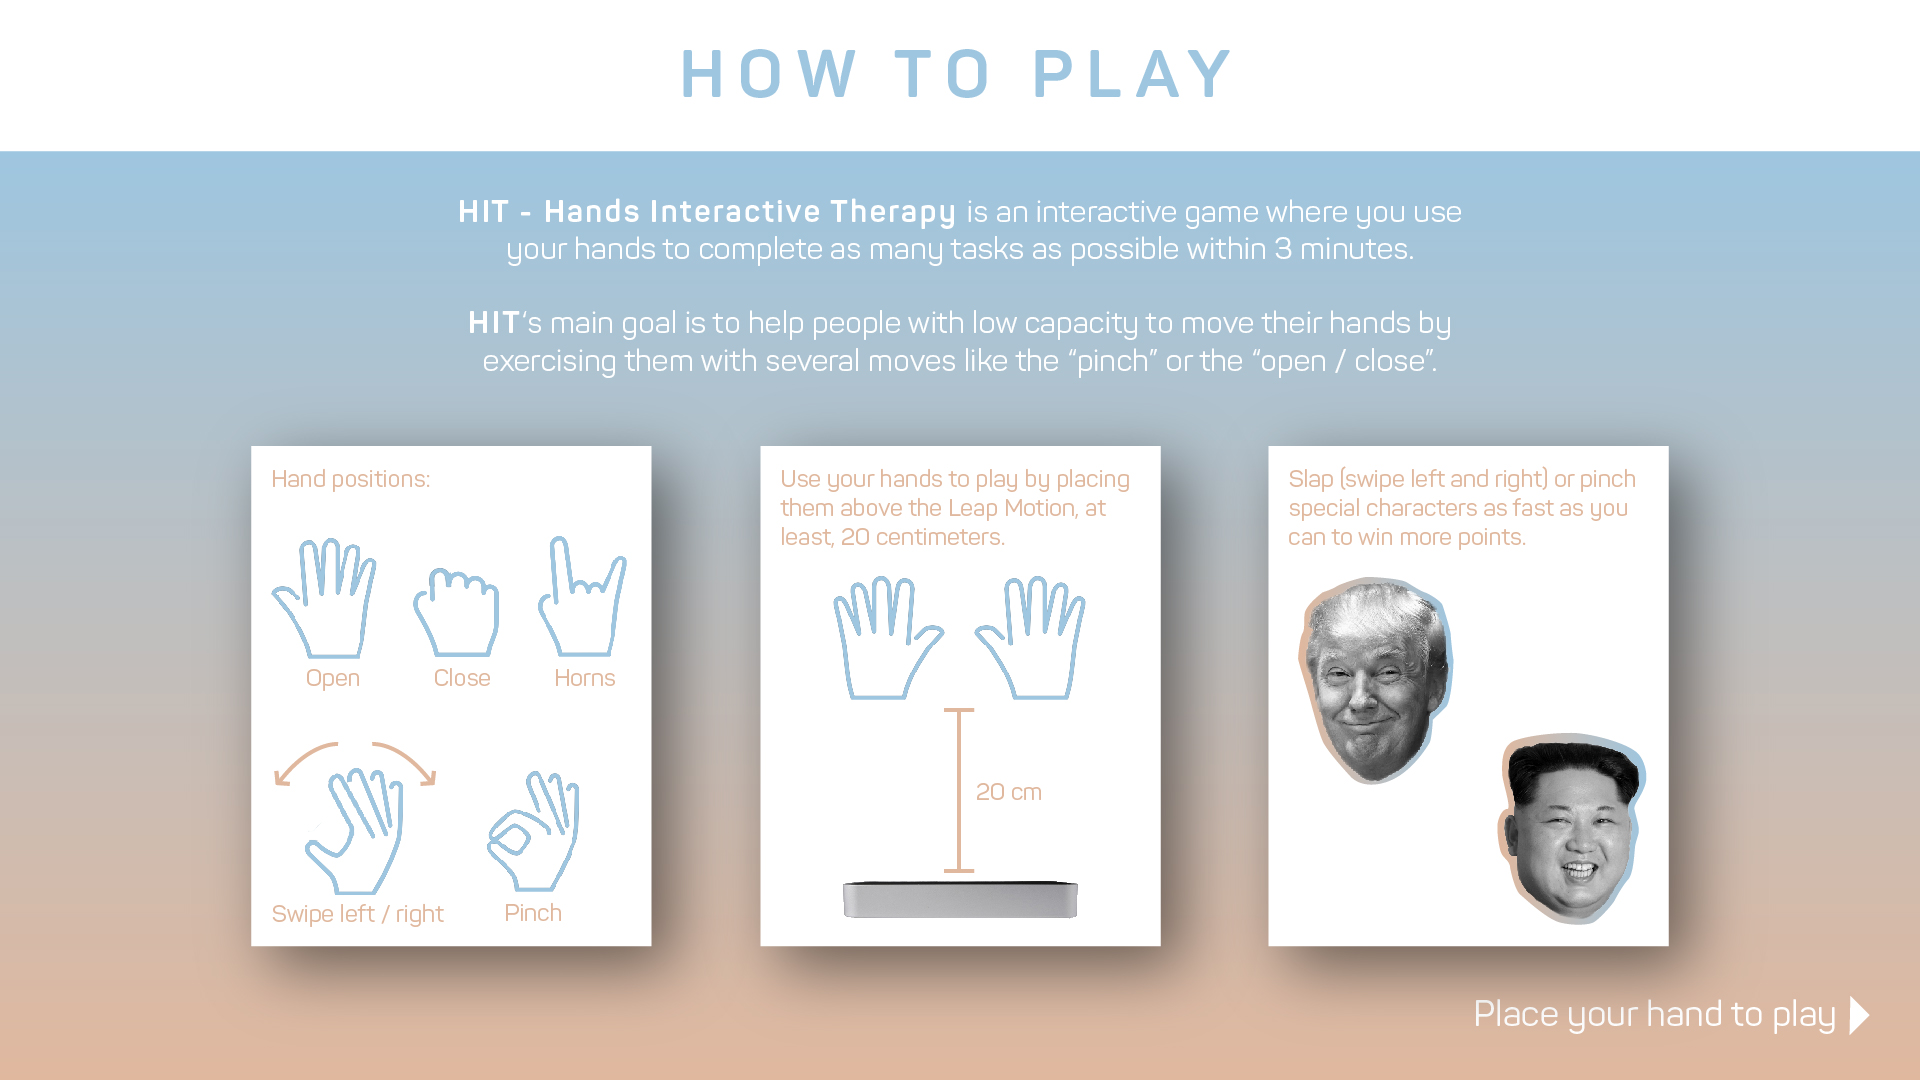 HOW TO PLAY
HIT - Hands Interactive Therapy is an interactive game where you use
your hands to complete as many tasks as possible within 3 minutes.
HIT‘s main goal is to help people with low capacity to move their hands by
exercising them with several moves like the “pinch” or the “open / close”.
Hand positions:
Open
Close
Horns
Swipe left / right
Pinch
Use your hands to play by placing
them above the Leap Motion, at
least, 20 centimeters.
20 cm
Slap (swipe left and right) or pinch
special characters as fast as you
can to win more points.
Place your hand to play